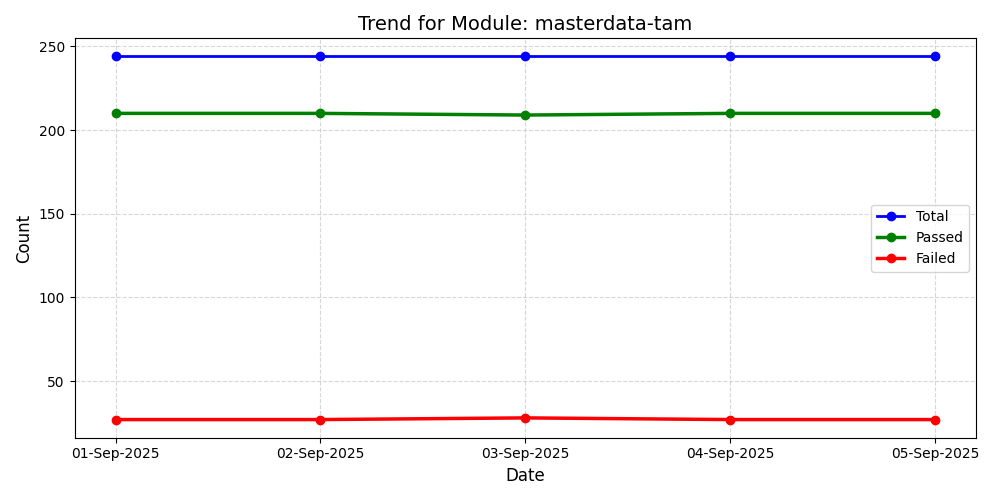 Trend for Module: masterdata-tam
250
200
150
100
50
Count
Total
Passed
Failed
01-Sep-2025 02-Sep-2025 03-Sep-2025 04-Sep-2025 05-Sep-2025
Date